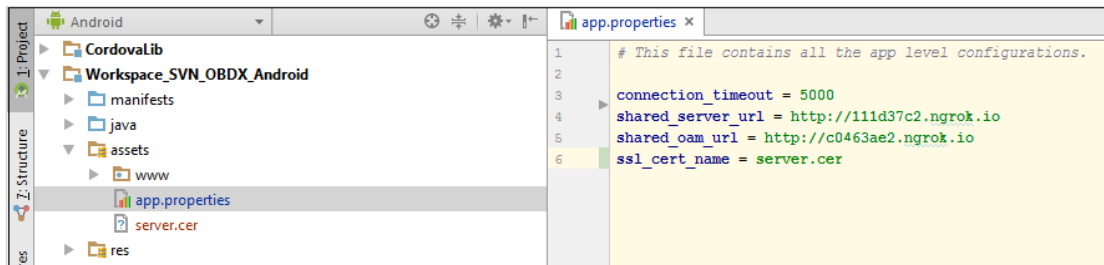 1: Project
7: Structure
Android
CordovaLib
Workspace_SVN_OBDX_Android
manifests
java
assets
www
app.properties
server.cer
res
app.properties
1 # This file contains all the app level configurations.
2
3 connection_timeout = 5000
4 shared_server_url = http://111d37c2.ngrok.io
5 shared_oam_url = http://c0463ae2.ngrok.io
6 ssl_cert_name = server.cer